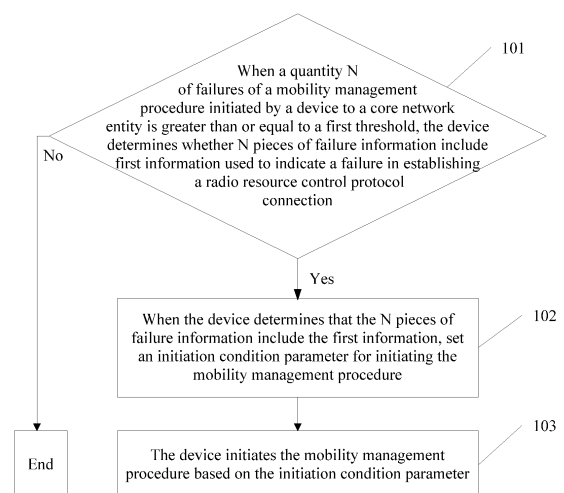 101
When a quantity N
of failures of a mobility management
procedure initiated by a device to a core network
entity is greater than or equal to a first threshold, the device
determines whether N pieces of failure information include
first information used to indicate a failure in establishing
a radio resource control protocol
connection
No
Yes
When the device determines that the N pieces of
failure information include the first information, set
an initiation condition parameter for initiating the
mobility management procedure
102
End
The device initiates the mobility management
procedure based on the initiation condition parameter
103